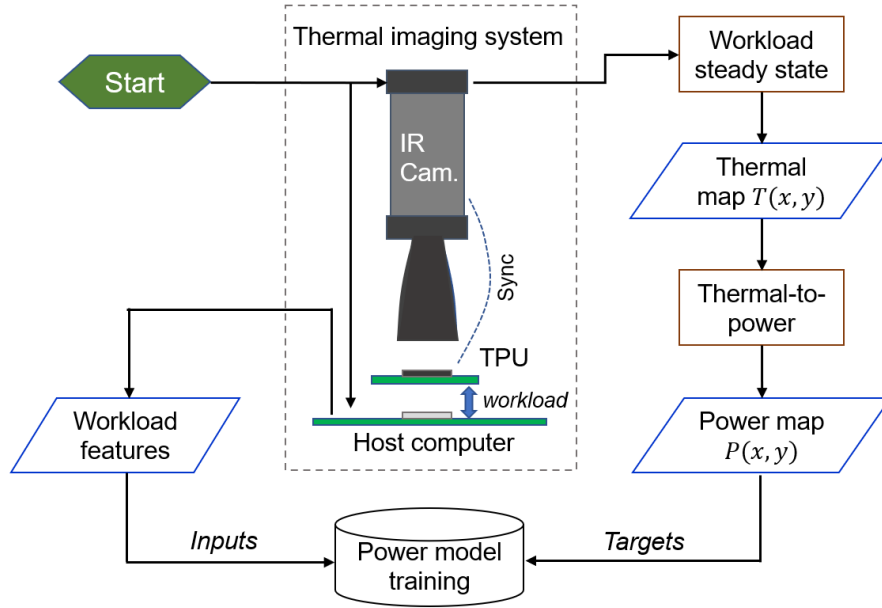 Thermal imaging system
Start
IR
Cam.
Sync
TPU
workload
Host computer
Workload
steady state
Thermal
map T(x, y)
Thermal-to-
power
Power map
P(x, y)
Workload
features
Inputs
Power model
training
Targets